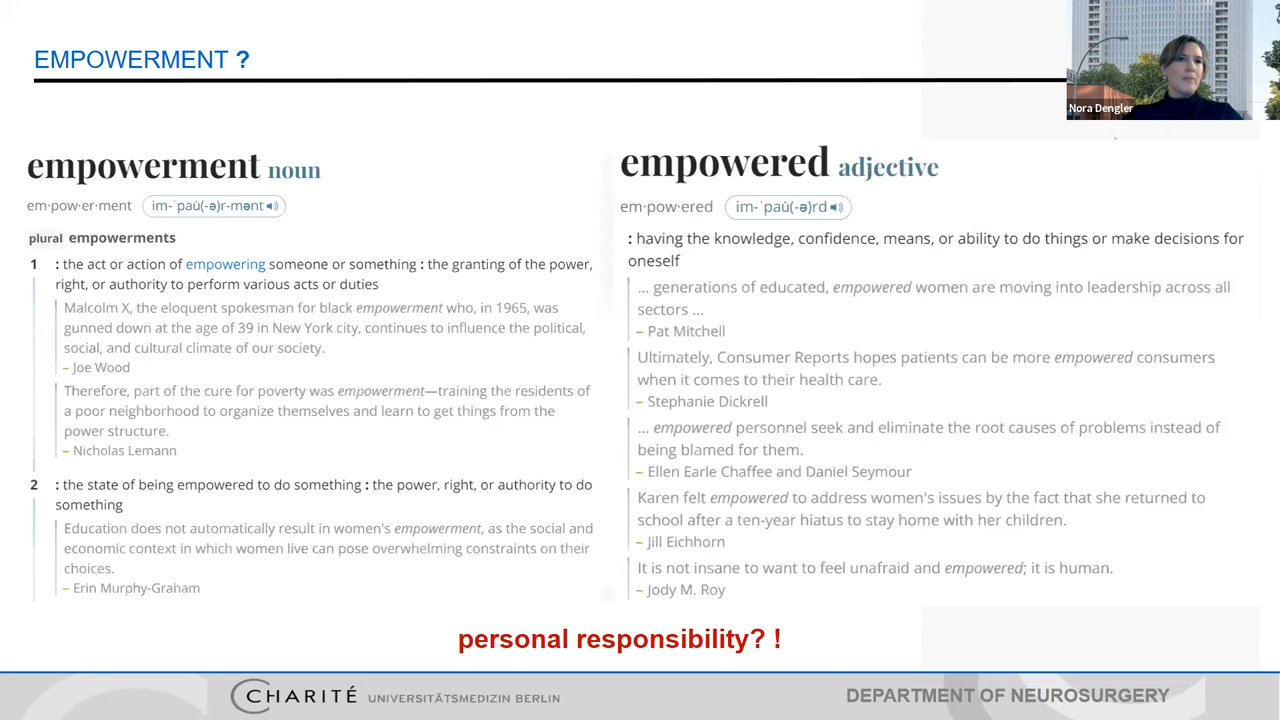 EMPOWERMENT ?
Nora Dengler
empowerment noun
em·pow·er·ment im-ˈpau̇(-ə)r-mənt
plural empowerments
1 : the act or action of empowering someone or something : the granting of the power,
right, or authority to perform various acts or duties
Malcolm X, the eloquent spokesman for black empowerment who, in 1965, was
gunned down at the age of 39 in New York city, continues to influence the political,
social, and cultural climate of our society.
– Joe Wood
Therefore, part of the cure for poverty was empowerment—training the residents of
a poor neighborhood to organize themselves and learn to get things from the
power structure.
– Nicholas Lemann
2 : the state of being empowered to do something : the power, right, or authority to do
something
Education does not automatically result in women's empowerment, as the social and
economic context in which women live can pose overwhelming constraints on their
choices.
– Erin Murphy-Graham
empowered adjective
em·pow·ered im-ˈpau̇(-ə)rd
: having the knowledge, confidence, means, or ability to do things or make decisions for
oneself
... generations of educated, empowered women are moving into leadership across all
sectors ...
– Pat Mitchell
Ultimately, Consumer Reports hopes patients can be more empowered consumers
when it comes to their health care.
– Stephanie Dickrell
... empowered personnel seek and eliminate the root causes of problems instead of
being blamed for them.
– Ellen Earle Chaffee and Daniel Seymour
Karen felt empowered to address women's issues by the fact that she returned to
school after a ten-year hiatus to stay home with her children.
– Jill Eichhorn
It is not insane to want to feel unafraid and empowered; it is human.
– Jody M. Roy
personal responsibility? !
CHARITÉ UNIVERSITÄTSMEDIZIN BERLIN
DEPARTMENT OF NEUROSURGERY